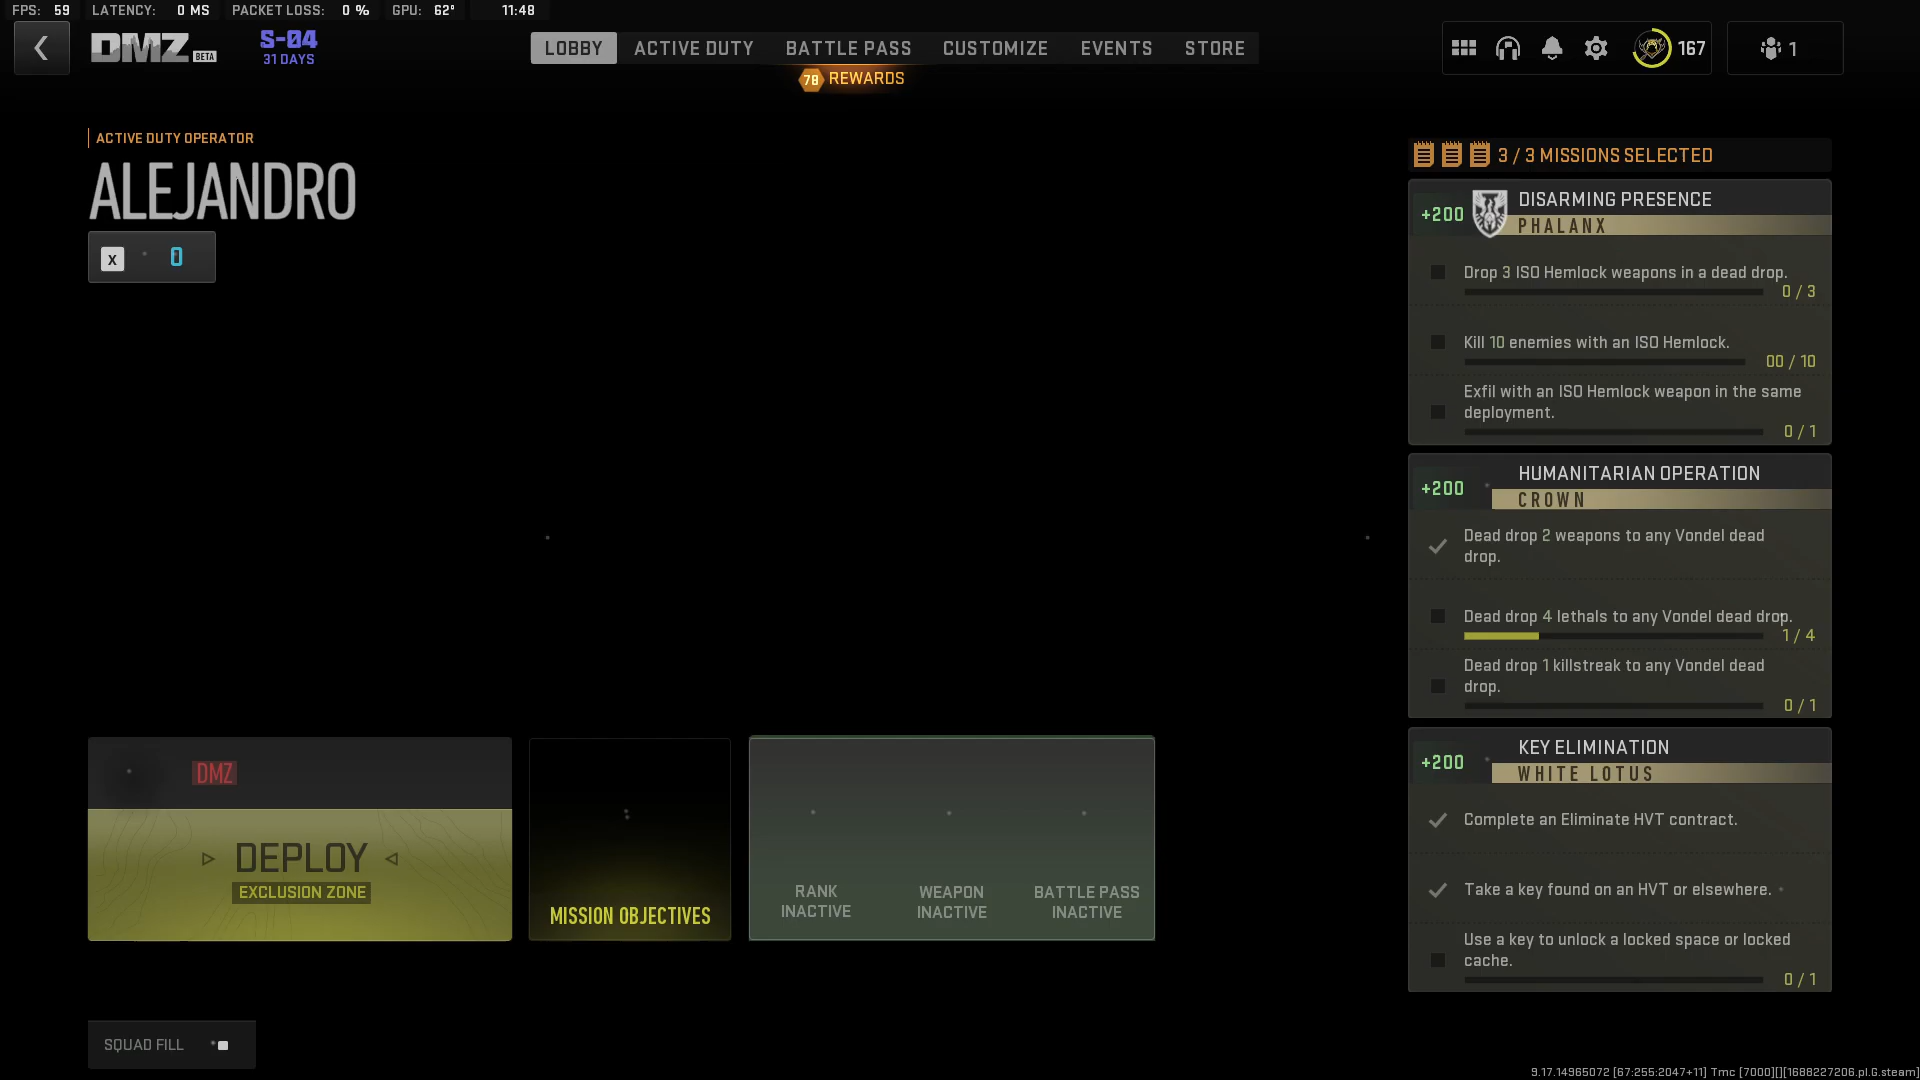 FPS: 59 LATENCY: 0 MS PACKET LOSS: 0 % GPU: 62° 11:48
DMZ BETA
S-04
31 DAYS
LOBBY ACTIVE DUTY BATTLE PASS CUSTOMIZE EVENTS STORE
78 REWARDS
167
1
ACTIVE DUTY OPERATOR
ALEJANDRO
X 0
3 / 3 MISSIONS SELECTED
+200
DISARMING PRESENCE
PHALANX
Drop 3 ISO Hemlock weapons in a dead drop.
0 / 3
Kill 10 enemies with an ISO Hemlock.
00 / 10
Exfil with an ISO Hemlock weapon in the same
deployment.
0 / 1
+200
HUMANITARIAN OPERATION
CROWN
Dead drop 2 weapons to any Vondel dead
drop.
Dead drop 4 lethals to any Vondel dead drop.
1 / 4
Dead drop 1 killstreak to any Vondel dead
drop.
0 / 1
+200
KEY ELIMINATION
WHITE LOTUS
Complete an Eliminate HVT contract.
Take a key found on an HVT or elsewhere.
Use a key to unlock a locked space or locked
cache.
0 / 1
DMZ
DEPLOY
EXCLUSION ZONE
MISSION OBJECTIVES
RANK
INACTIVE
WEAPON
INACTIVE
BATTLE PASS
INACTIVE
SQUAD FILL
9.17.14965072 [67:255:2047+11] Tmc [7000][][1688227206.pl.G.steam]